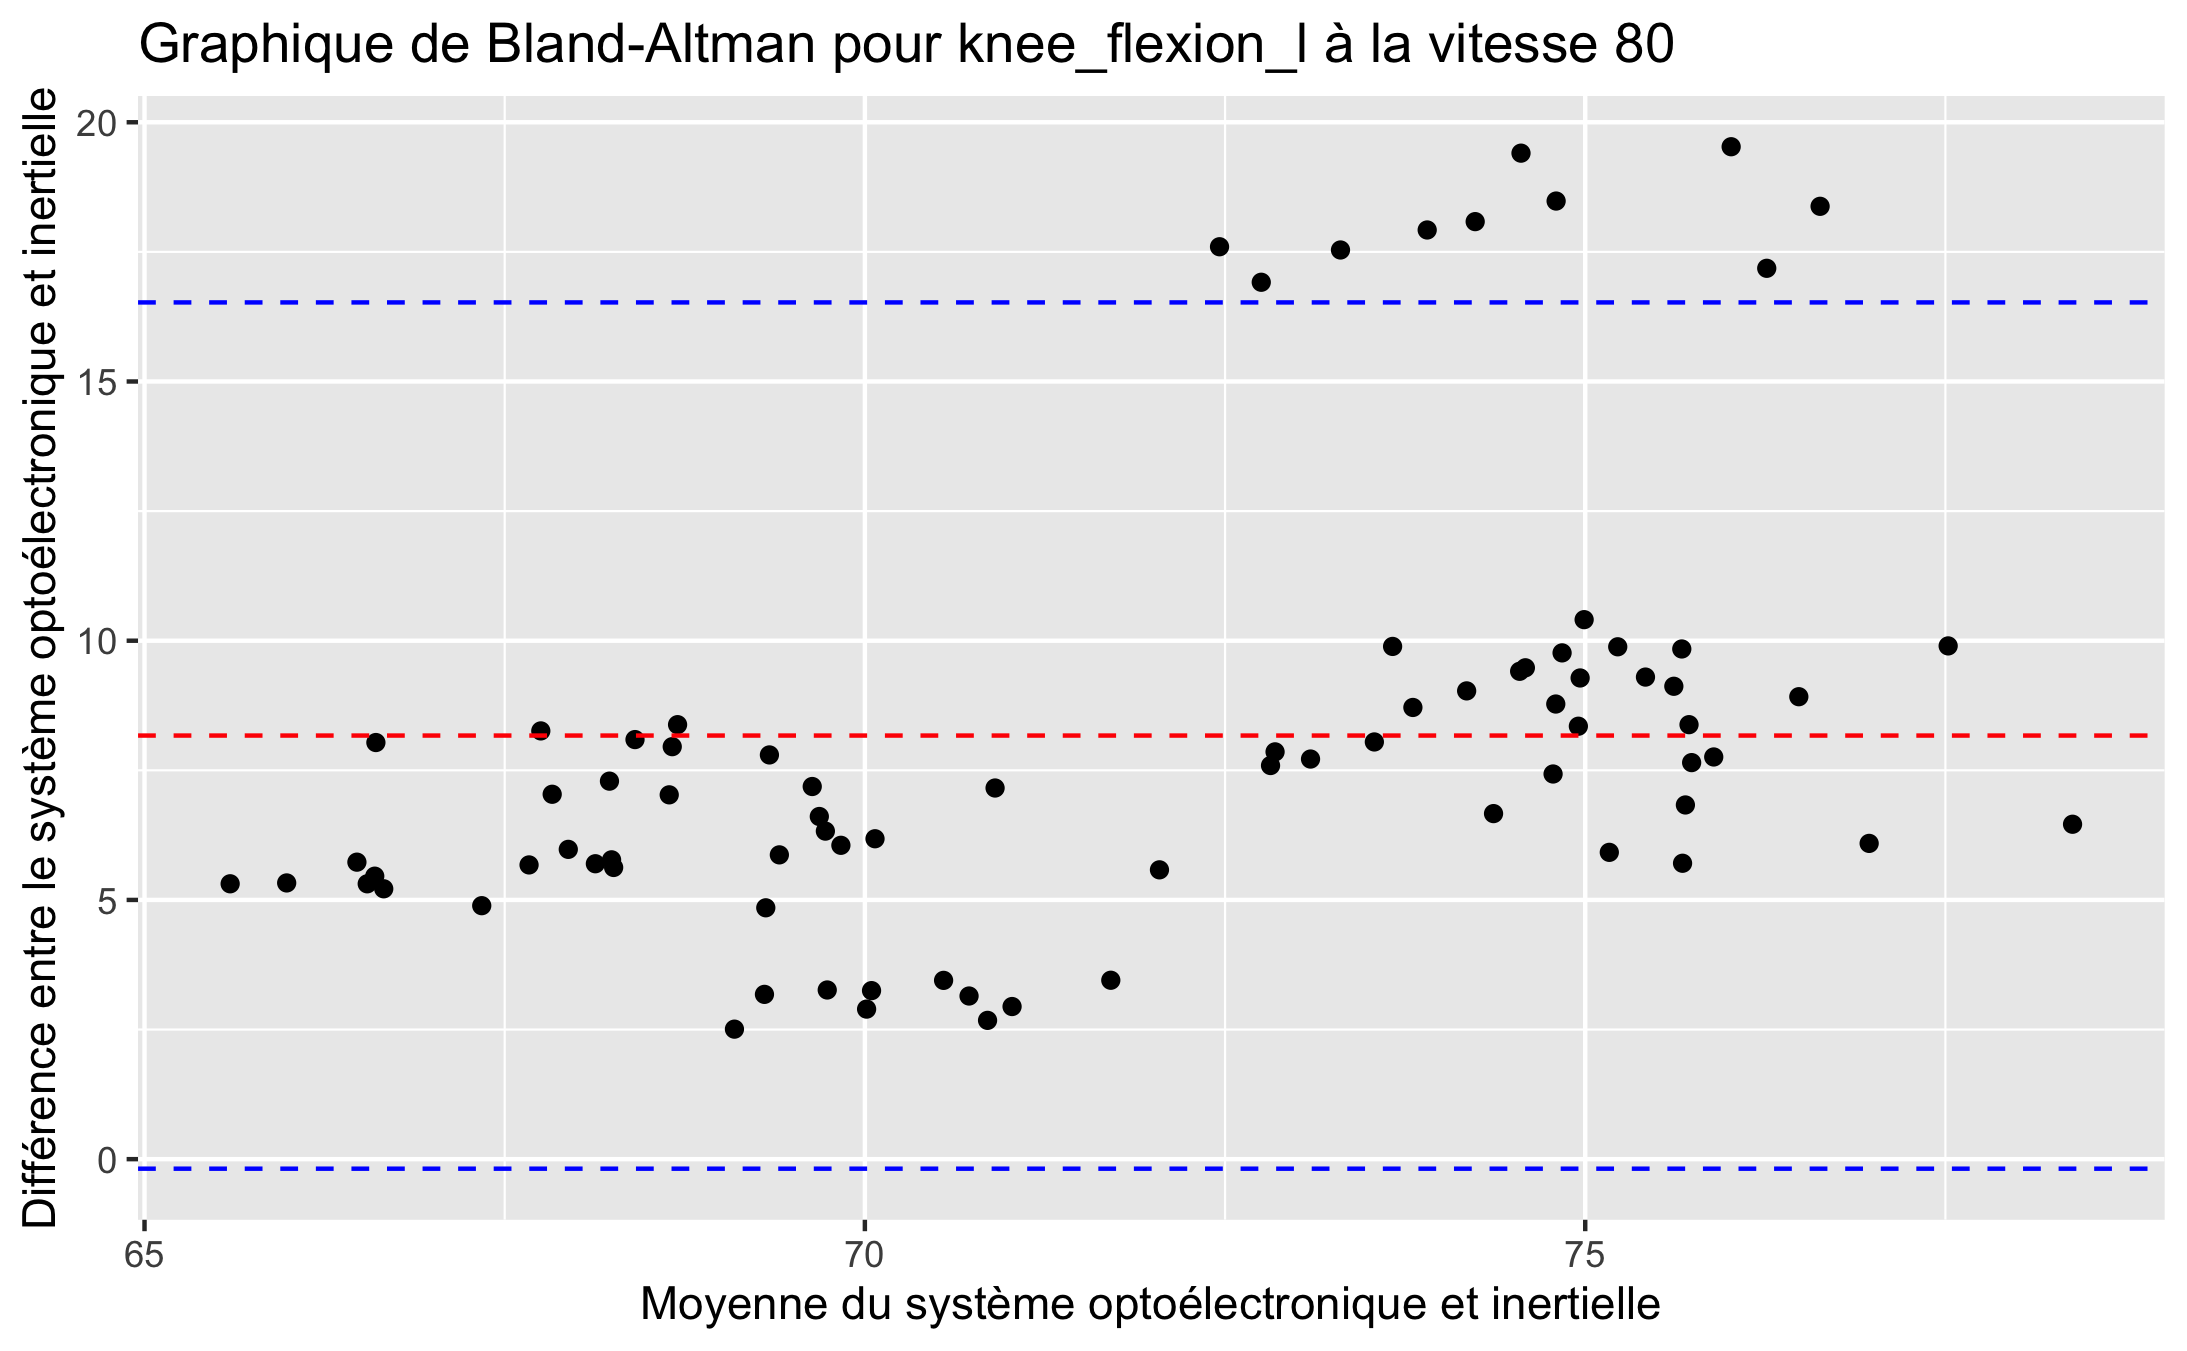 Graphique de Bland-Altman pour knee_flexion_l à la vitesse 80
Différence entre le système optoélectronique et inertielle
20
15
10
5
0
65
70
75
Moyenne du système optoélectronique et inertielle